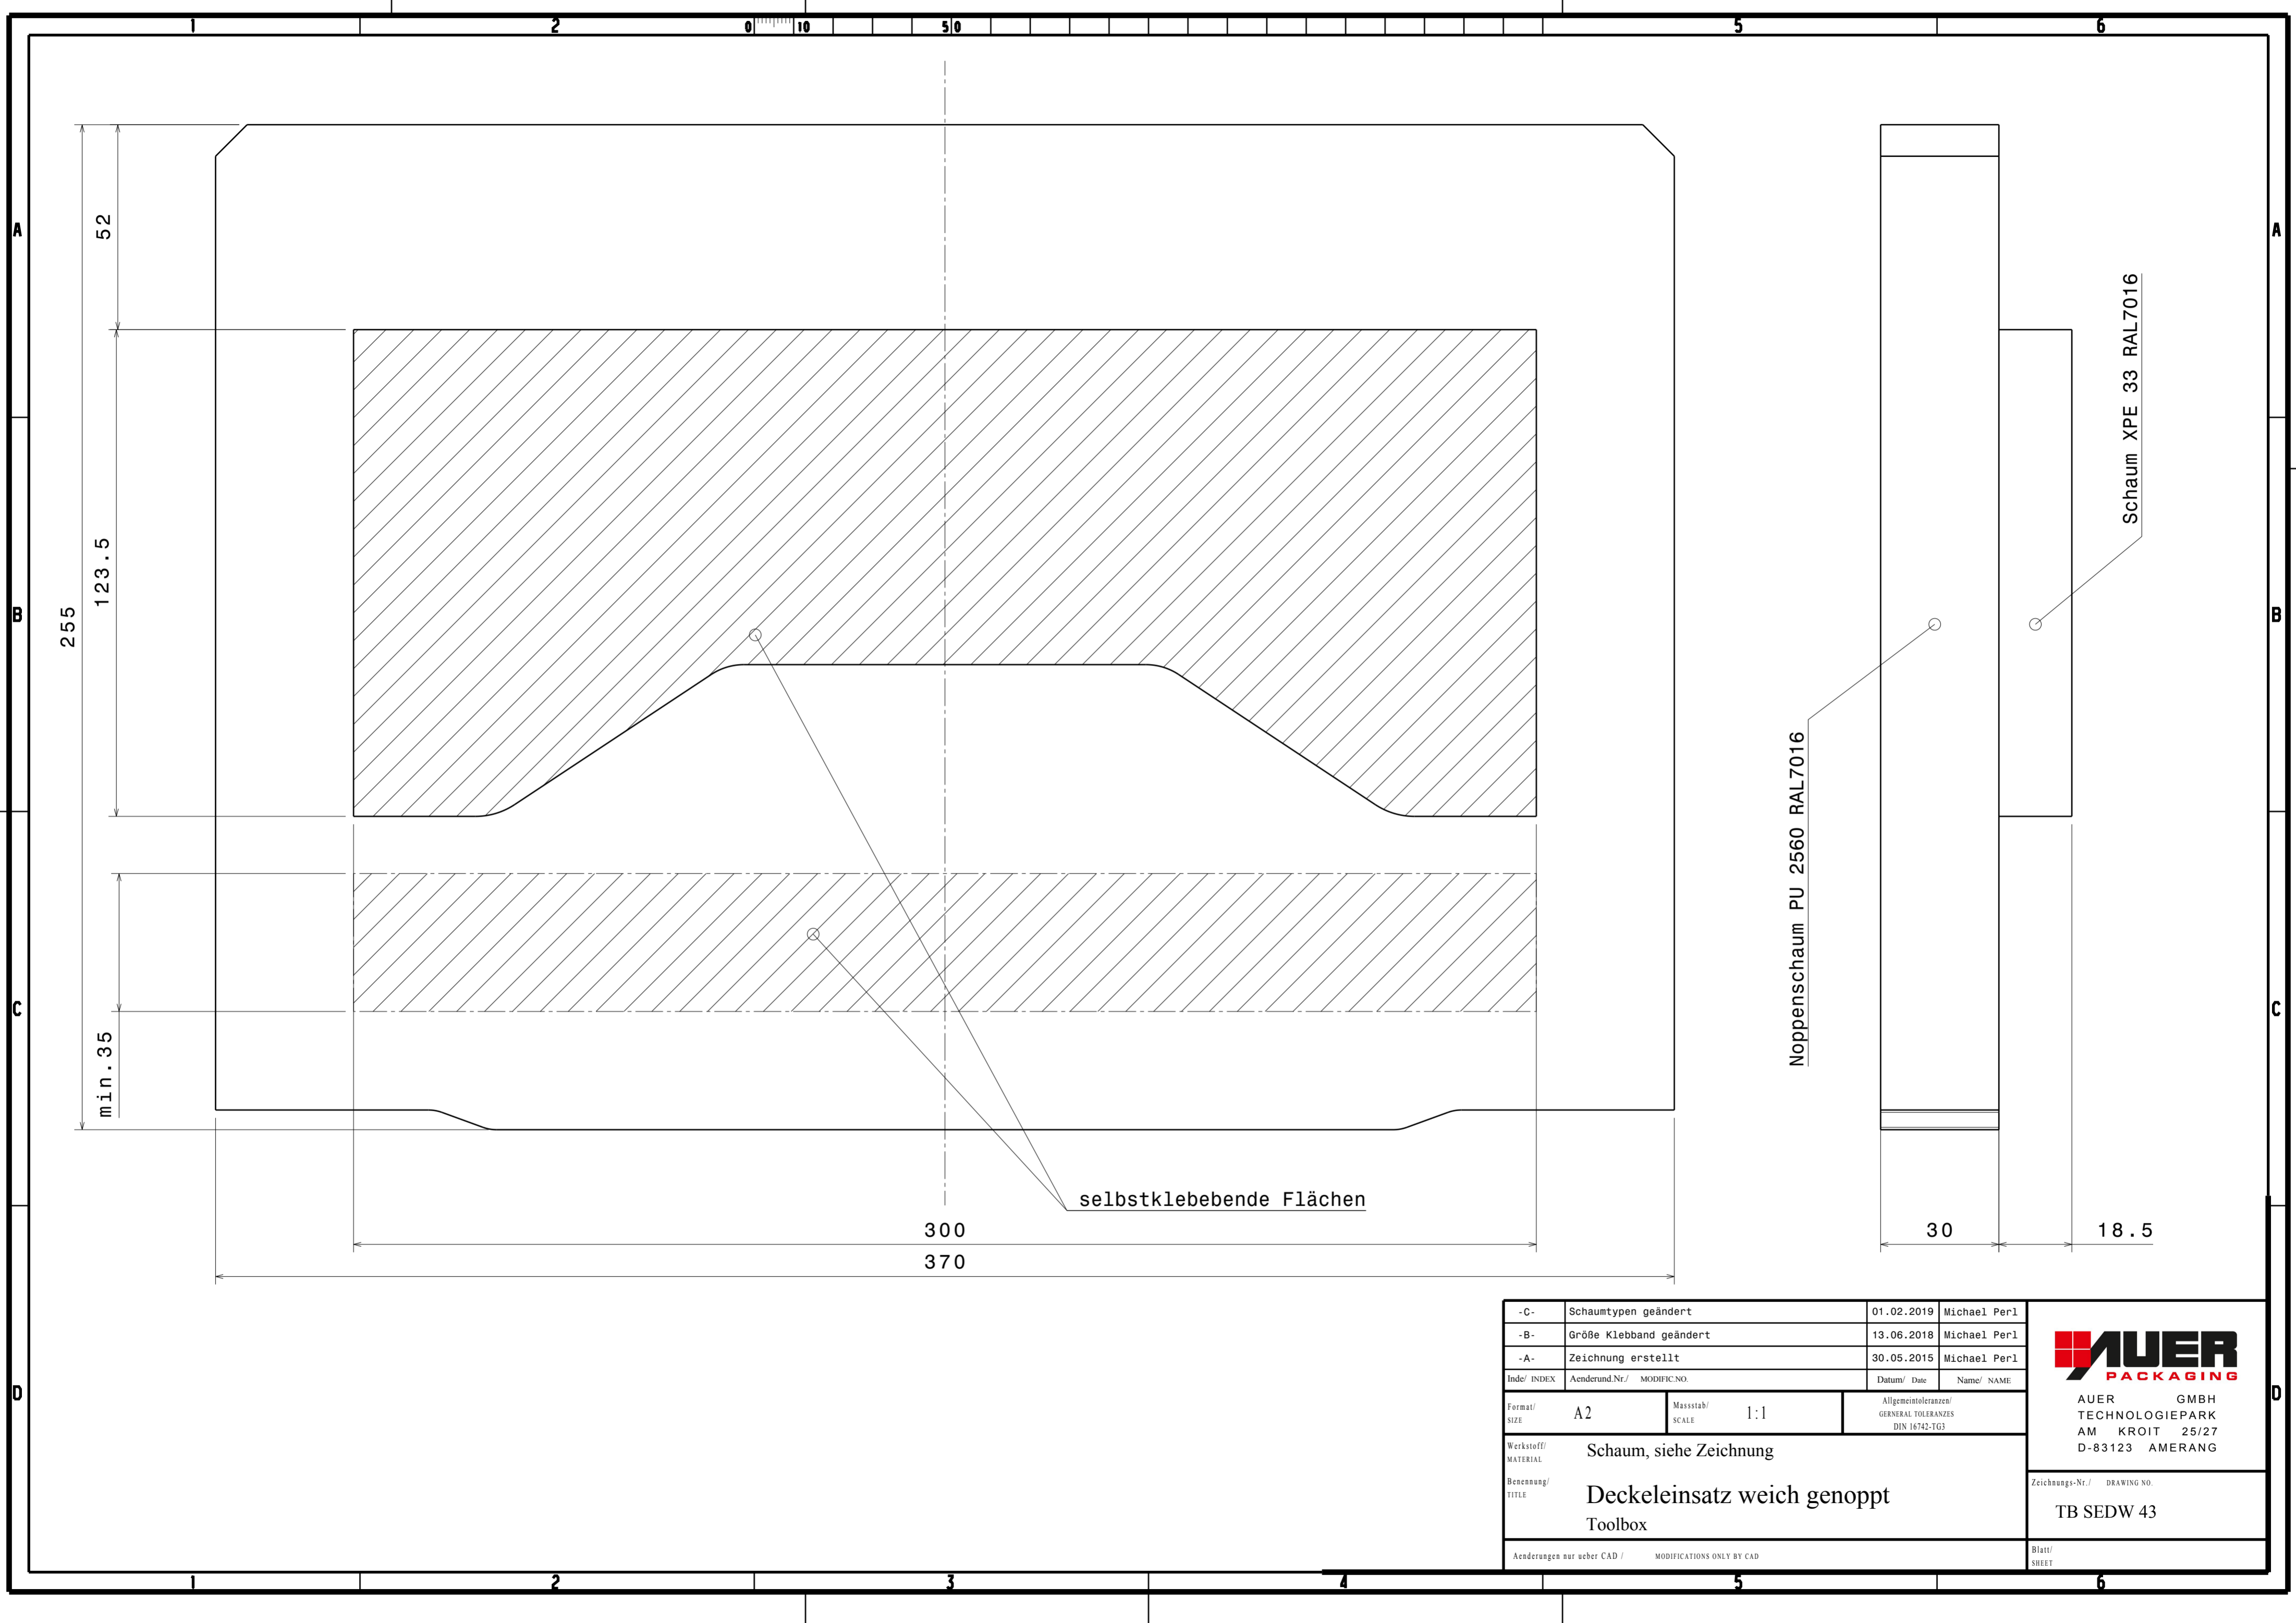 1 2 0 10 50 5 6
A A
B B
C C
D D
52
123.5
255
min.35
Schaum XPE 33 RAL7016
Noppenschaum PU 2560 RAL7016
selbstklebebende Flächen
300
370
30
18.5
-C- Schaumtypen geändert 01.02.2019 Michael Perl
-B- Größe Klebband geändert 13.06.2018 Michael Perl
-A- Zeichnung erstellt 30.05.2015 Michael Perl
Inde/ INDEX Aenderund.Nr./ MODIFIC.NO. Datum/ Date Name/ NAME
Format/
SIZE
A2
Massstab/
SCALE
1:1
Allgemeintoleranzen/
GERNERAL TOLERANZES
DIN 16742-TG3
Werkstoff/
MATERIAL
Schaum, siehe Zeichnung
Benennung/
TITLE
Deckeleinsatz weich genoppt
Toolbox
Aenderungen nur ueber CAD / MODIFICATIONS ONLY BY CAD
AUER
PACKAGING
AUER GMBH
TECHNOLOGIEPARK
AM KROIT 25/27
D-83123 AMERANG
Zeichnungs-Nr./ DRAWING NO.
TB SEDW 43
Blatt/
SHEET
1 2 3 4 5 6